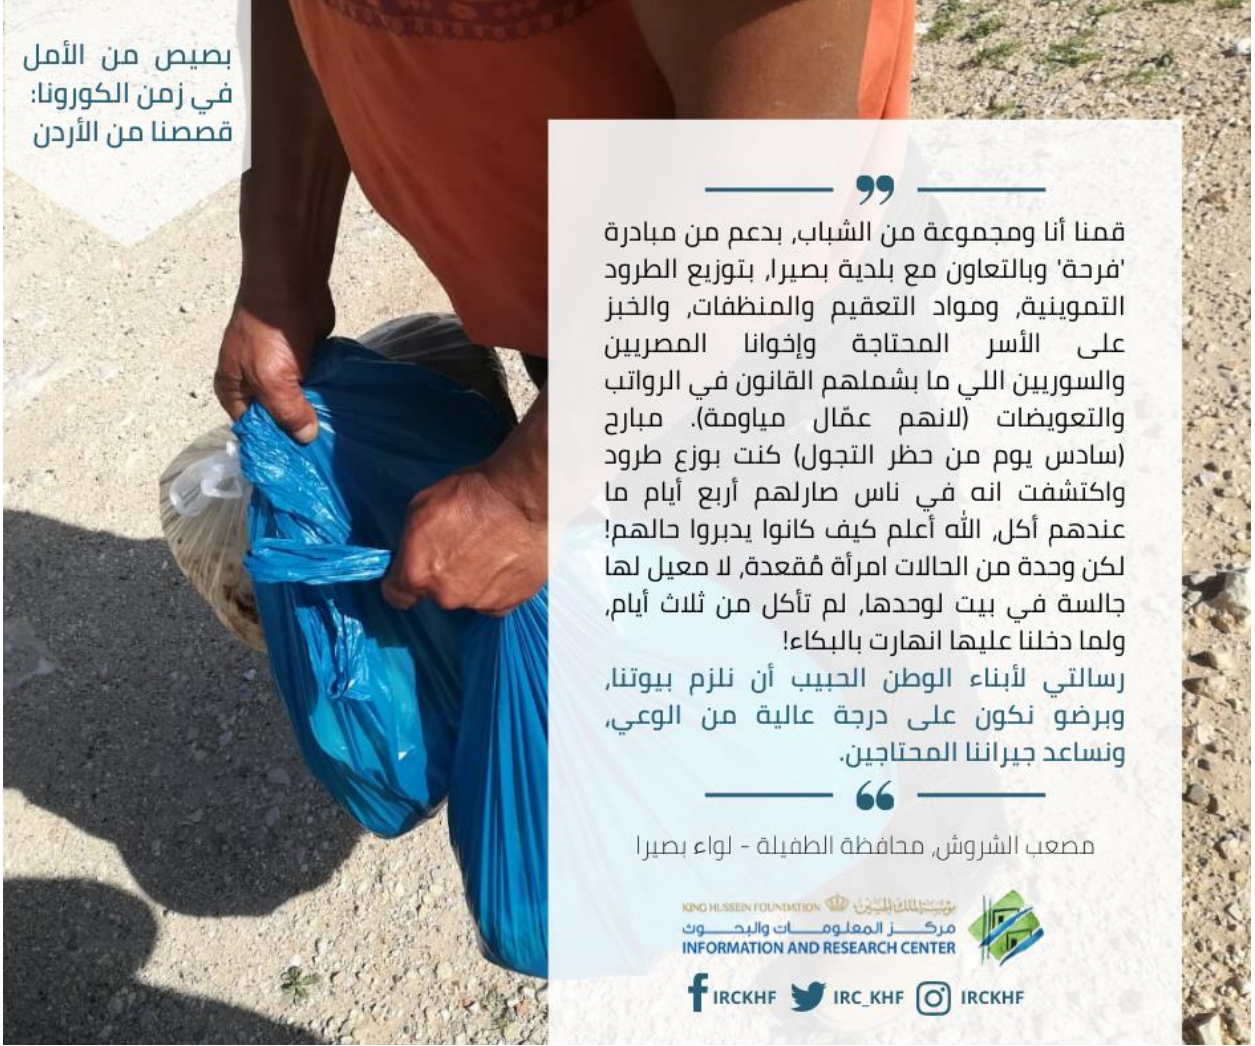 بصيص من الأمل
في زمن الكورونا:
قصصنا من الأردن
قمنا أنا ومجموعة من الشباب، بدعم من مبادرة
'فرحة' وبالتعاون مع بلدية بصيرا، بتوزيع الطرود
التموينية، ومواد التعقيم والمنظفات، والخبز
على الأسر المحتاجة وإخوانا المصريين
والسوريين اللي ما بشملهم القانون في الرواتب
والتعويضات (لانهم عمّال مياومة). مبارح
(سادس يوم من حظر التجول) كنت بوزع طرود
واكتشفت انه في ناس صارلهم أربع أيام ما
عندهم أكل، الله أعلم كيف كانوا يدبروا حالهم!
لكن وحدة من الحالات امرأة مُقعدة، لا معيل لها
جالسة في بيت لوحدها، لم تأكل من ثلاث أيام،
ولما دخلنا عليها انهارت بالبكاء!
رسالتي لأبناء الوطن الحبيب أن نلزم بيوتنا،
وبرضو نكون على درجة عالية من الوعي،
ونساعد جيراننا المحتاجين.
مصعب الشروش، محافظة الطفيلة - لواء بصيرا
KING HUSSEIN FOUNDATION مؤسسة الملك الحسين
مركز المعلومات والبحوث
INFORMATION AND RESEARCH CENTER
IRCKHF IRC_KHF IRCKHF